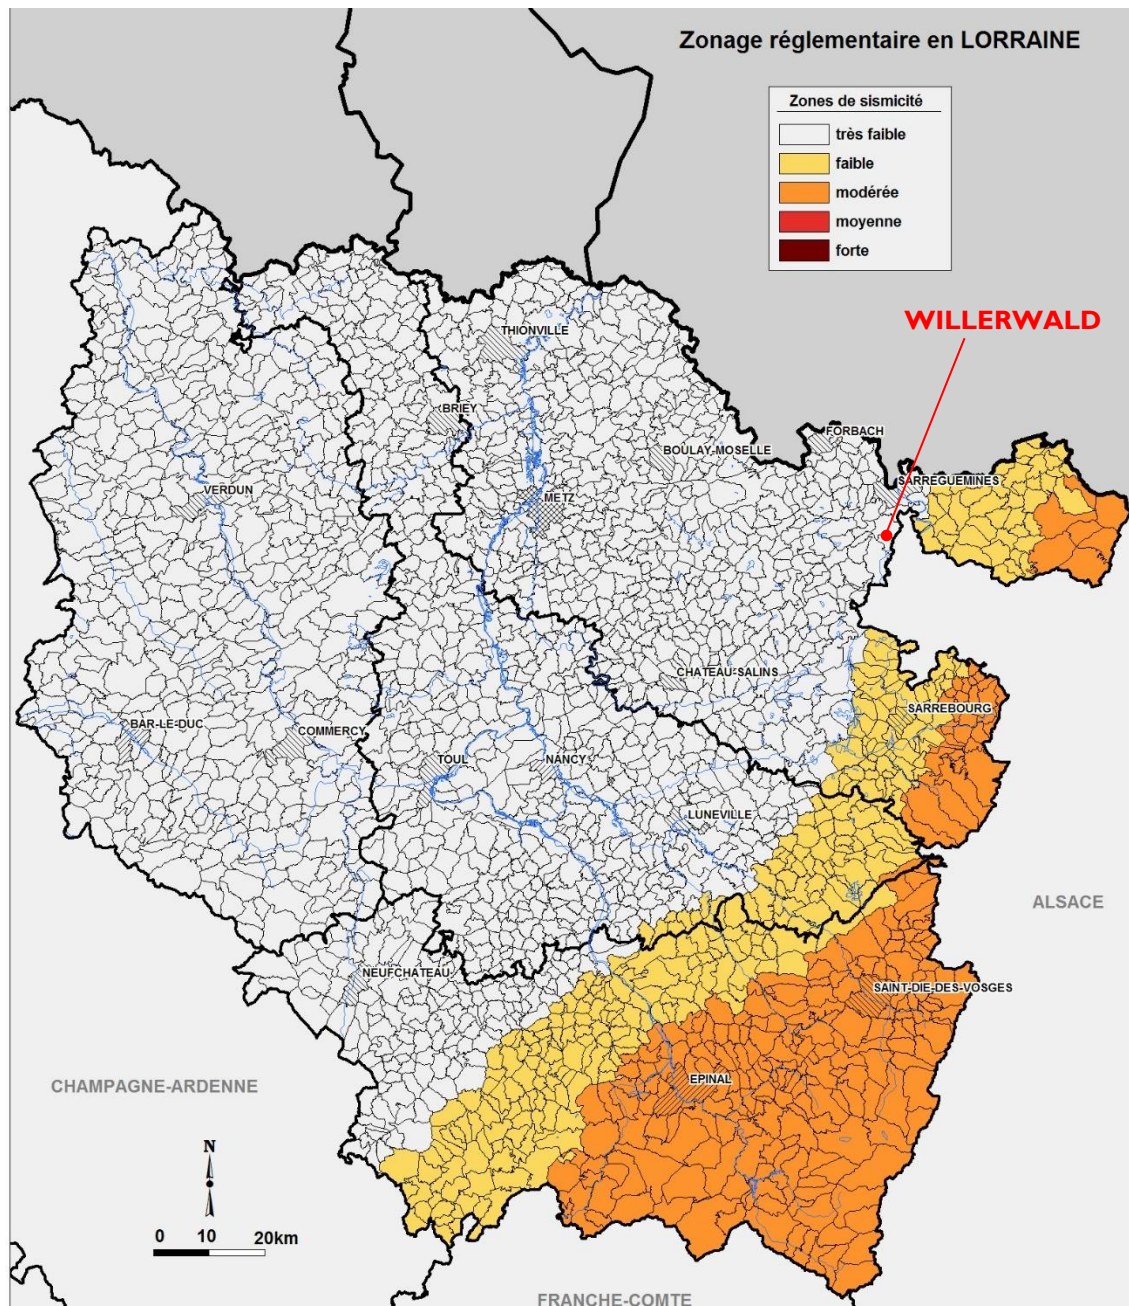 Zonage réglementaire en LORRAINE
Zones de sismicité
très faible
faible
modérée
moyenne
forte
WILLERWALD
THIONVILLE
BRIEY
FORBACH
BOULAY-MOSELLE
SARREGUEMINES
VERDUN
METZ
CHATEAU-SALINS
SARREBOURG
BAR-LE-DUC
COMMERCY
TOUL
NANCY
LUNEVILLE
ALSACE
NEUFCHATEAU
SAINT-DIE-DES-VOSGES
EPINAL
CHAMPAGNE-ARDENNE
N
0 10 20km
FRANCHE-COMTE